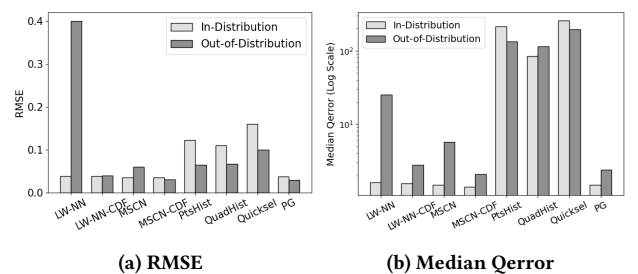 RMSE
0.4
0.3
0.2
0.1
0.0
In-Distribution
Out-of-Distribution
LW-NN
LW-NN-CDF
MSCN
MSCN-CDF
PtsHist
QuadHist
Quicksel
PG
(a) RMSE
Median Qerror (Log Scale)
10²
10¹
In-Distribution
Out-of-Distribution
LW-NN
LW-NN-CDF
MSCN
MSCN-CDF
PtsHist
QuadHist
Quicksel
PG
(b) Median Qerror